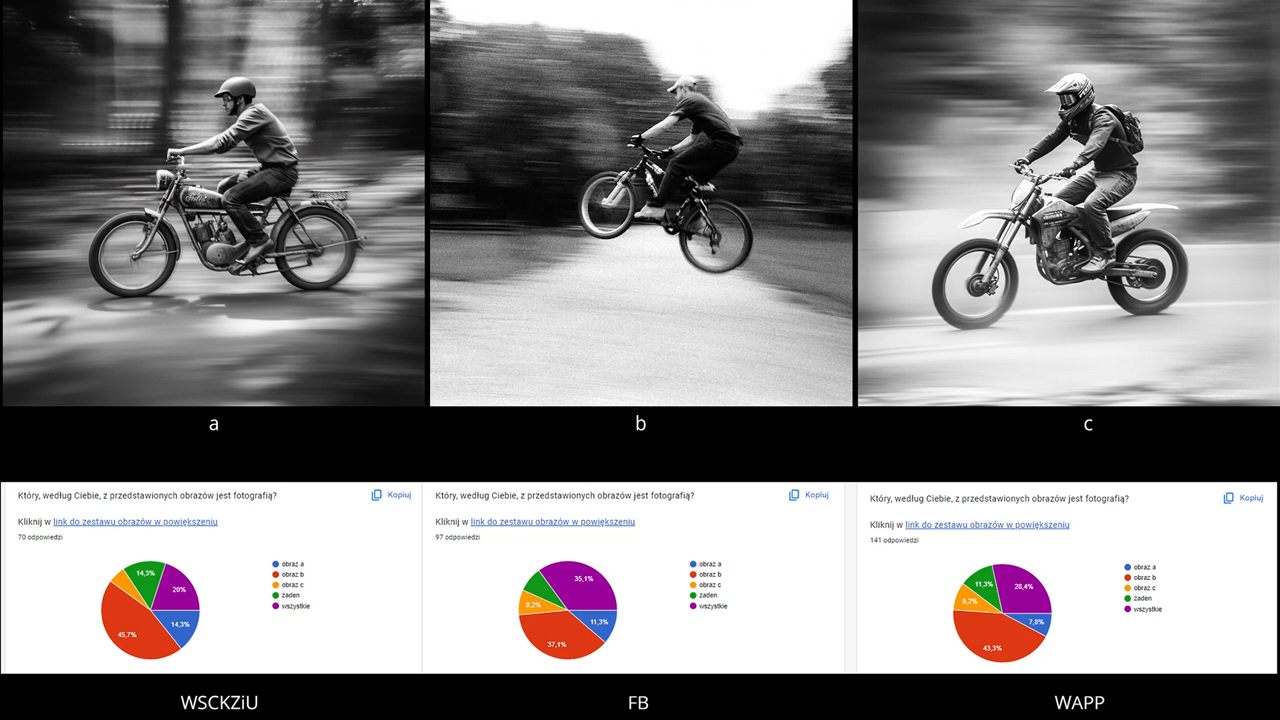 a
b
c
Który, według Ciebie, z przedstawionych obrazów jest fotografią?
Kopiuj
Kliknij w link do zestawu obrazów w powiększeniu
70 odpowiedzi
14,3%
20%
14,3%
45,7%
obraz a
obraz b
obraz c
żaden
wszystkie
WSCKZiU
Który, według Ciebie, z przedstawionych obrazów jest fotografią?
Kopiuj
Kliknij w link do zestawu obrazów w powiększeniu
97 odpowiedzi
35,1%
8,2%
11,3%
37,1%
obraz a
obraz b
obraz c
żaden
wszystkie
FB
Który, według Ciebie, z przedstawionych obrazów jest fotografią?
Kopiuj
Kliknij w link do zestawu obrazów w powiększeniu
141 odpowiedzi
11,3%
28,4%
9,2%
7,8%
43,3%
obraz a
obraz b
obraz c
żaden
wszystkie
WAPP